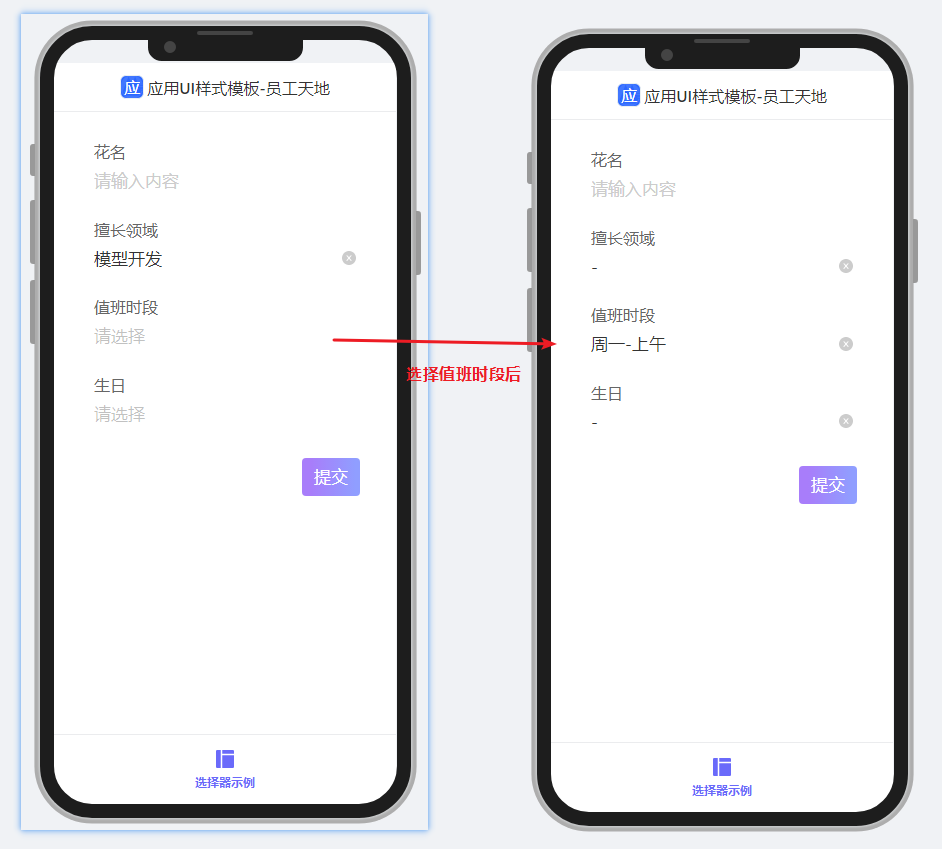 应 应用UI样式模板-员工天地
花名
请输入内容
擅长领域
模型开发
值班时段
请选择
生日
请选择
提交
选择器示例
选择值班时段后
应 应用UI样式模板-员工天地
花名
请输入内容
擅长领域
-
值班时段
周一-上午
生日
-
提交
选择器示例